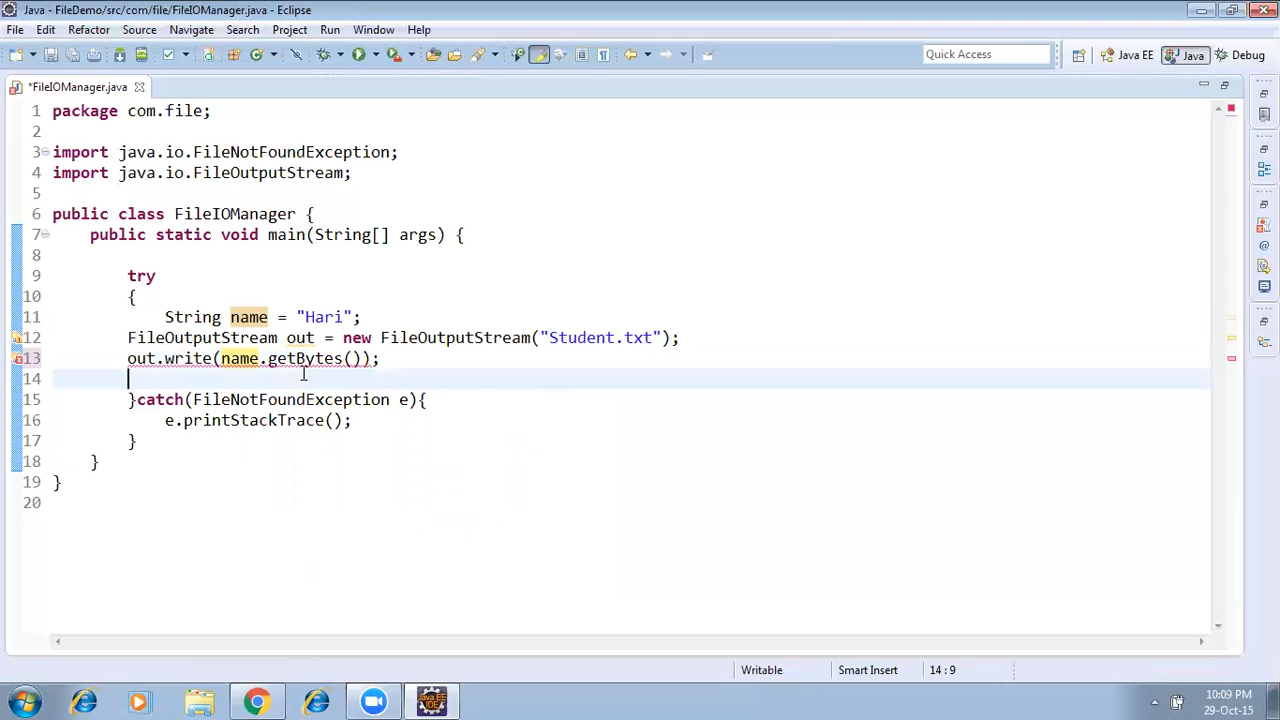 Java - FileDemo/src/com/file/FileIOManager.java - Eclipse
File Edit Refactor Source Navigate Search Project Run Window Help
Quick Access Java EE Java Debug
*FileIOManager.java
1 package com.file;
2
3 import java.io.FileNotFoundException;
4 import java.io.FileOutputStream;
5
6 public class FileIOManager {
7 public static void main(String[] args) {
8
9 try
10 {
11 String name = "Hari";
12 FileOutputStream out = new FileOutputStream("Student.txt");
13 out.write(name.getBytes());
14
15 }catch(FileNotFoundException e){
16 e.printStackTrace();
17 }
18 }
19 }
20
Writable Smart Insert 14 : 9
Java EE
IDE
10:09 PM
29-Oct-15